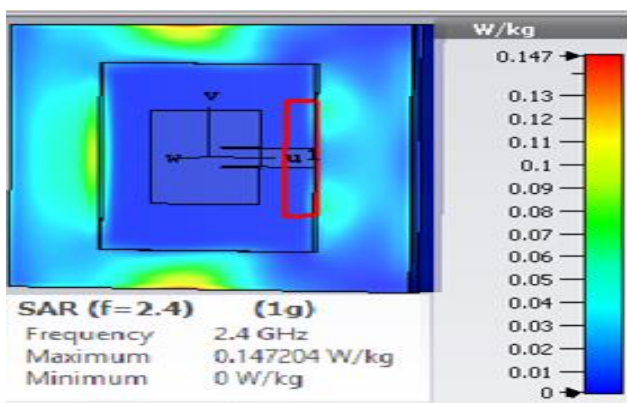 W/kg
0.147
0.13
0.12
0.11
0.1
0.09
0.08
0.07
0.06
0.05
0.04
0.03
0.02
0.01
0
v
w
u 1
SAR (f=2.4) (1g)
Frequency 2.4 GHz
Maximum 0.147204 W/kg
Minimum 0 W/kg